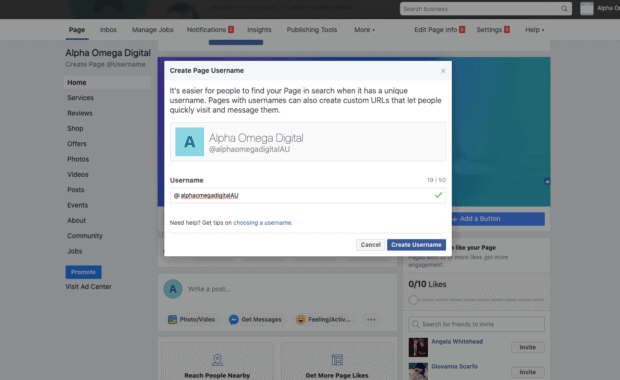 Search business
Alpha O
Page Inbox Manage Jobs Notifications Insights Publishing Tools More Edit Page Info Settings Help
Alpha Omega Digital
Create Page @Username
Home
Services
Reviews
Shop
Offers
Photos
Videos
Posts
Events
About
Community
Jobs
Promote
Visit Ad Center
Create Page Username
It's easier for people to find your Page in search when it has a unique
username. Pages with usernames can also create custom URLs that let people
quickly visit and message them.
A
Alpha Omega Digital
@alphaomegadigitalAU
Username 19 / 50
@ alphaomegadigitalAU
Need help? Get tips on choosing a username.
Cancel Create Username
Add a Button
A
Write a post...
Photo/Video Get Messages Feeling/Activ...
Reach People Nearby
Get More Page Likes
like your Page
more likes get more
engagement.
0/10 Likes
Search for friends to invite
Angela Whitehead Invite
Giovanna Scarfo Invite